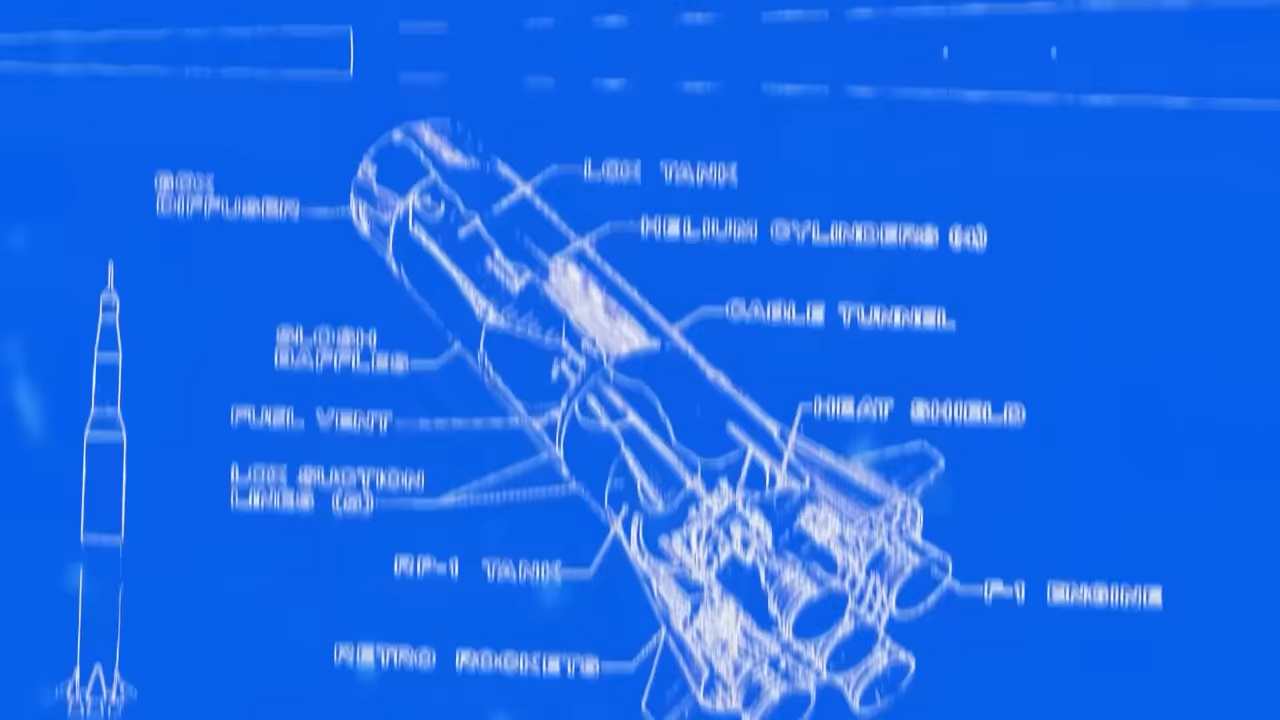 GOX
DIFFUSER
LOX TANK
HELIUM CYLINDERS (4)
CABLE TUNNEL
SLOSH
BAFFLES
HEAT SHIELD
FUEL VENT
LOX SUCTION
LINES (5)
RP-1 TANK
F-1 ENGINE
RETRO ROCKETS